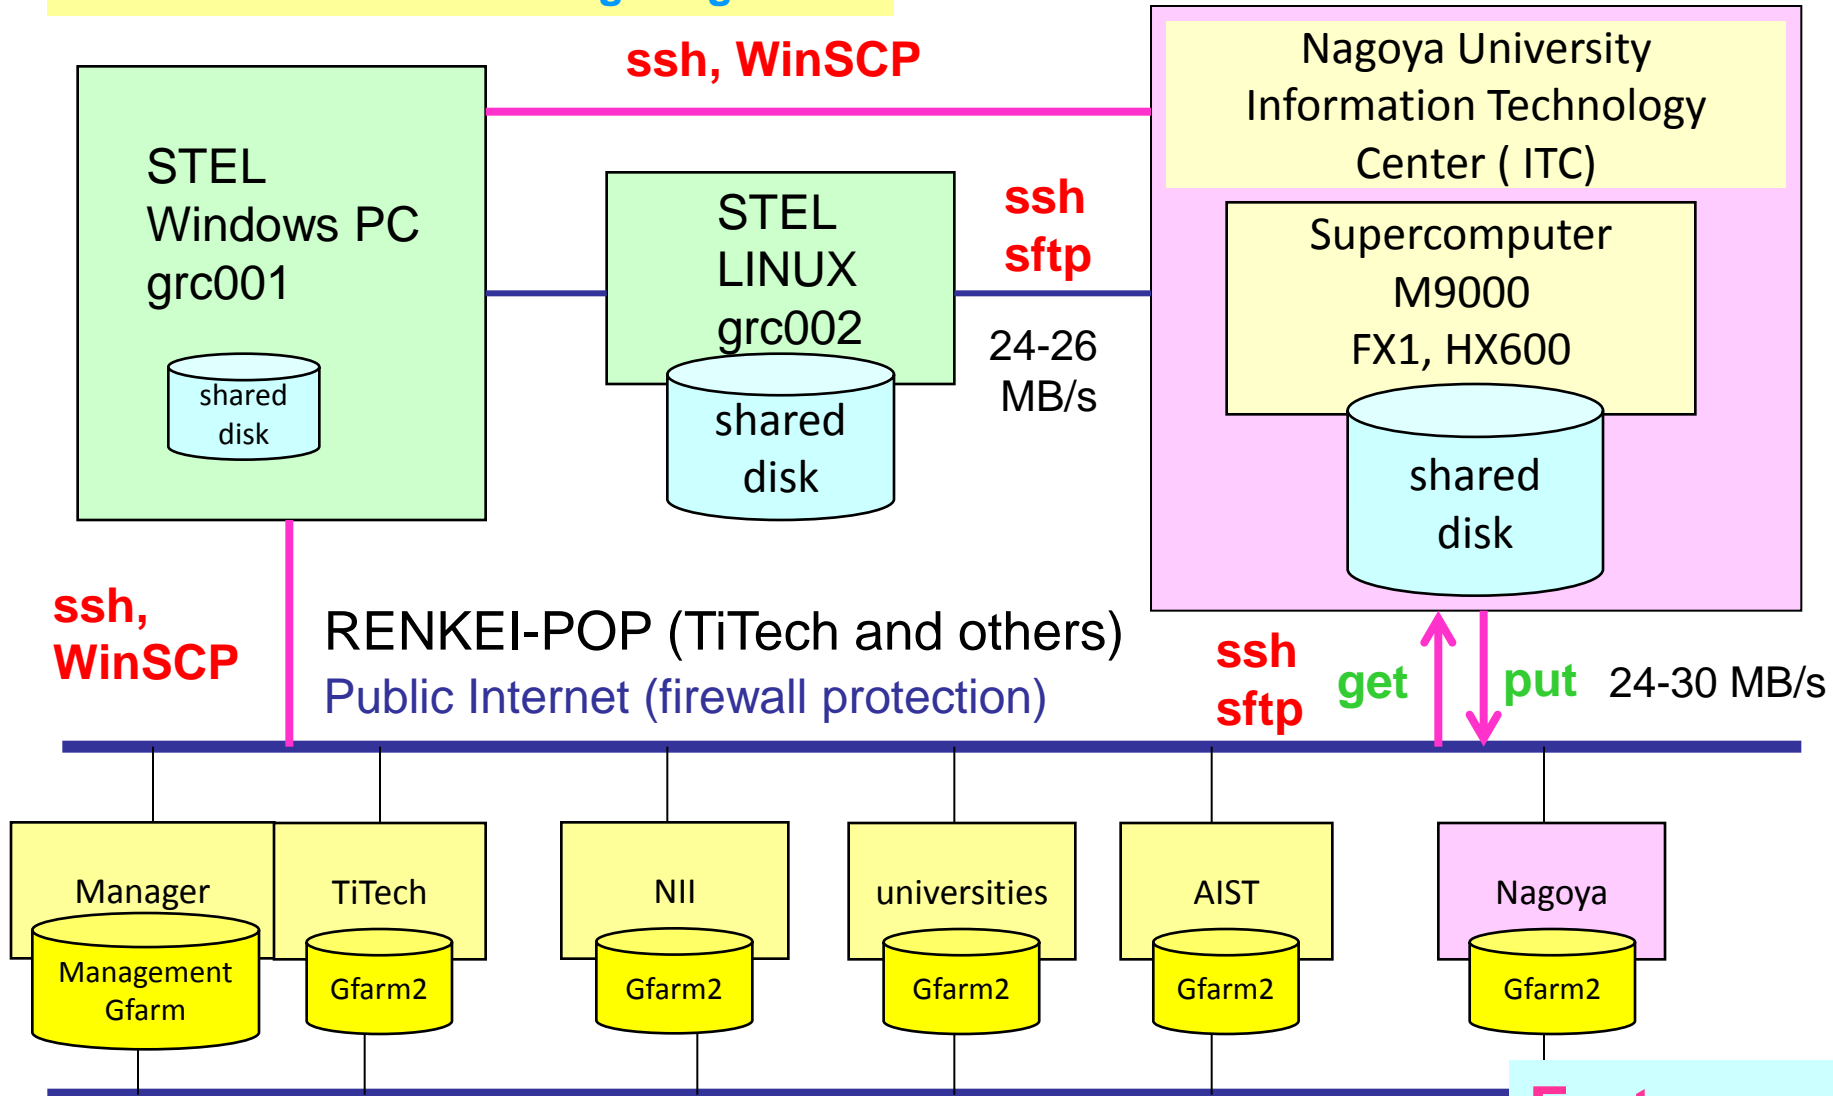 ssh, WinSCP
Nagoya University
Information Technology
Center ( ITC)
STEL
Windows PC
grc001
shared
disk
STEL
LINUX
grc002
shared
disk
ssh
sftp
24-26
MB/s
Supercomputer
M9000
FX1, HX600
shared
disk
ssh,
WinSCP
RENKEI-POP (TiTech and others)
Public Internet (firewall protection)
ssh
sftp
get
put
24-30 MB/s
Manager
Management
Gfarm
TiTech
Gfarm2
NII
Gfarm2
universities
Gfarm2
AIST
Gfarm2
Nagoya
Gfarm2